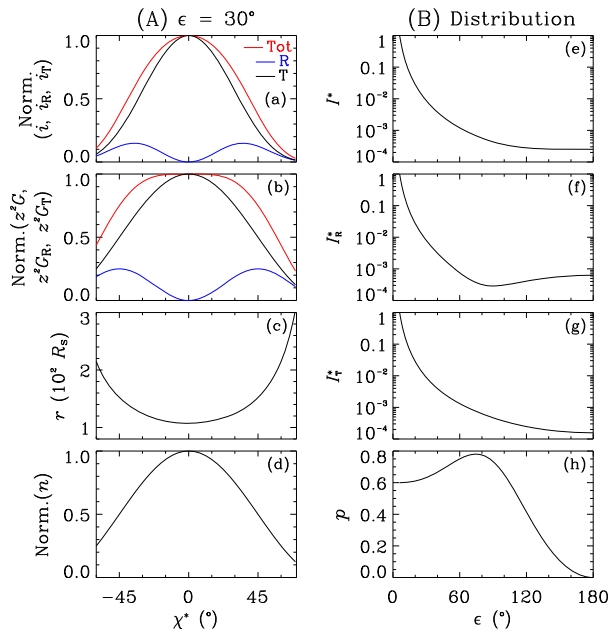 (A) ϵ = 30°
(B) Distribution
Norm.
(i, i_R, i_T)
1.0
0.5
0.0
Tot
R
T
(a)
Norm.(z²G,
z²G_R, z²G_T)
1.0
0.5
0.0
(b)
r (10² R_s)
3
2
1
(c)
Norm.(n)
1.0
0.5
0.0
(d)
-45 0 45
χ* (°)
I*
1
0.1
10⁻²
10⁻³
10⁻⁴
(e)
I*_R
1
0.1
10⁻²
10⁻³
10⁻⁴
(f)
I*_T
1
0.1
10⁻²
10⁻³
10⁻⁴
(g)
p
0.8
0.6
0.4
0.2
0.0
(h)
0 60 120 180
ϵ (°)